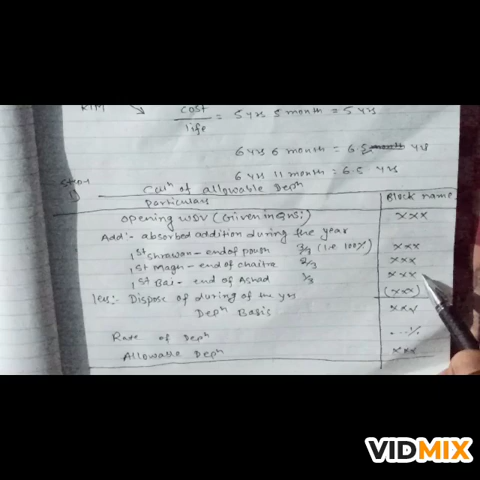 cost/life = 5 yrs 5 month = 5 yrs
6 yrs 6 month = 6.5 yrs
6 yrs 11 month = 6.5 yrs
Step-1
Calⁿ of allowable Depⁿ
Particulars Block name
Opening WDV (Given in QNS:) xxx
Add:- absorbed addition during the year
1st Shrawan - end of poush 3/3 (i.e 100%) xxx
1st Magh - end of chaitra 2/3 xxx
1st Bai - end of Ashad 1/3 xxx
less:- Dispose of during of the yrs (xxx)
Depⁿ Basis xxx
Rate of Depⁿ ...%
Allowable Depⁿ xxx
VIDMIX